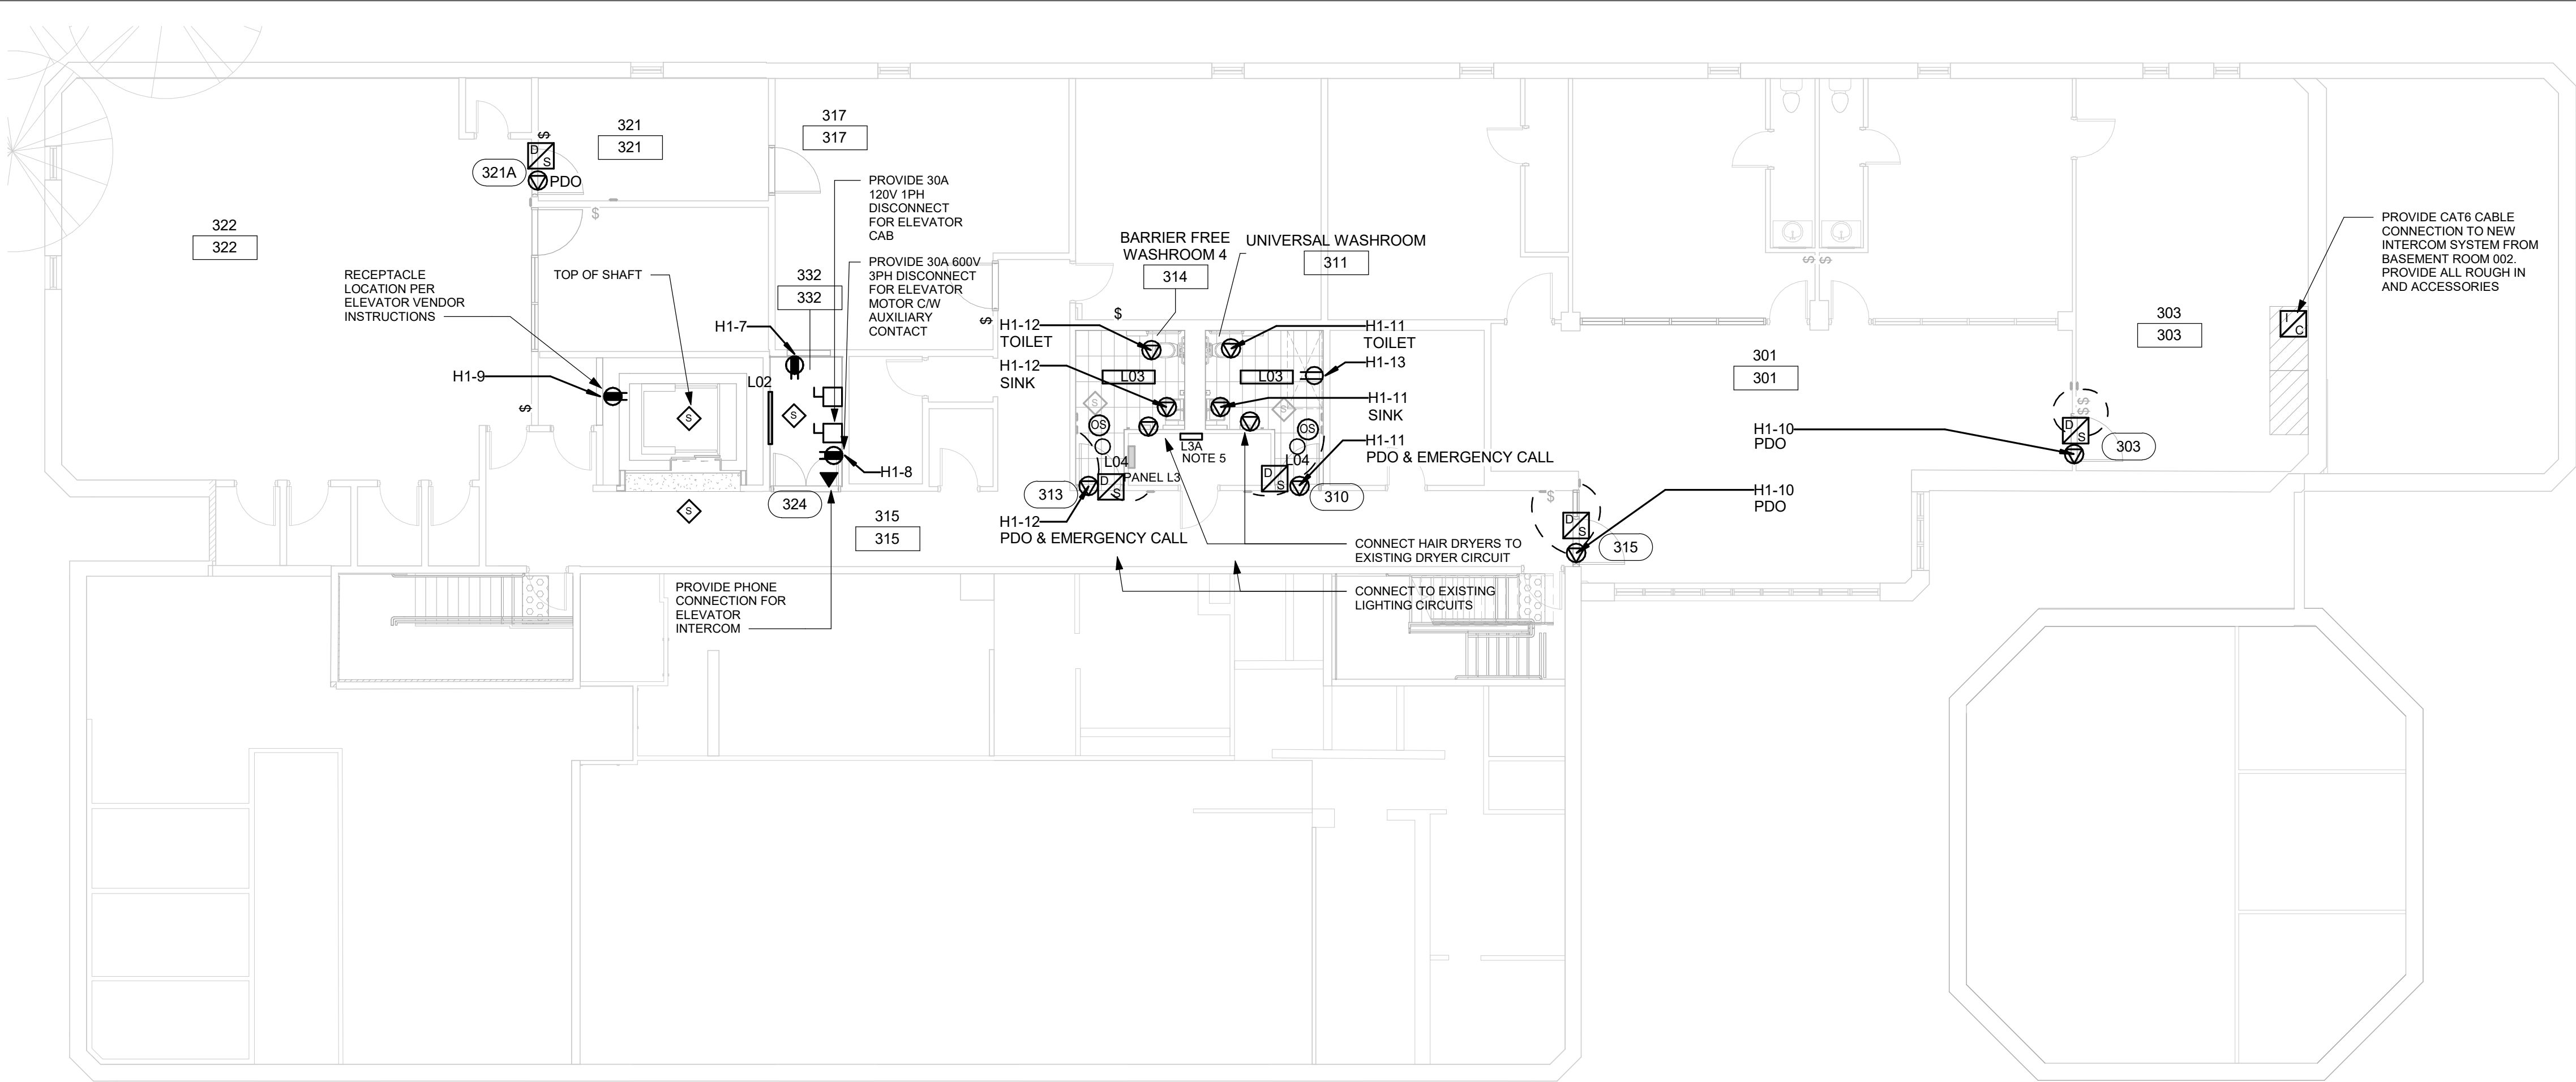 322
322
321A
D
S
PDO
$
321
321
$
317
317
PROVIDE 30A
120V 1PH
DISCONNECT
FOR ELEVATOR
CAB
PROVIDE 30A 600V
3PH DISCONNECT
FOR ELEVATOR
MOTOR C/W
AUXILIARY
CONTACT
$
RECEPTACLE
LOCATION PER
ELEVATOR VENDOR
INSTRUCTIONS
TOP OF SHAFT
332
332
H1-7
H1-9
$
L02
S
S
S
H1-8
324
315
315
PROVIDE PHONE
CONNECTION FOR
ELEVATOR
INTERCOM
BARRIER FREE
WASHROOM 4
314
UNIVERSAL WASHROOM
311
$
H1-12
TOILET
H1-12
SINK
H1-11
TOILET
H1-13
H1-11
SINK
H1-11
PDO & EMERGENCY CALL
L03
L03
S
S
OS
OS
L3A
NOTE 5
L04
L04
PANEL L3
D
S
D
S
313
310
H1-12
PDO & EMERGENCY CALL
CONNECT HAIR DRYERS TO
EXISTING DRYER CIRCUIT
CONNECT TO EXISTING
LIGHTING CIRCUITS
$
D
S
315
301
301
H1-10
PDO
H1-10
PDO
$ $
$ $
$ $
D
S
303
303
303
I
C
PROVIDE CAT6 CABLE
CONNECTION TO NEW
INTERCOM SYSTEM FROM
BASEMENT ROOM 002.
PROVIDE ALL ROUGH IN
AND ACCESSORIES